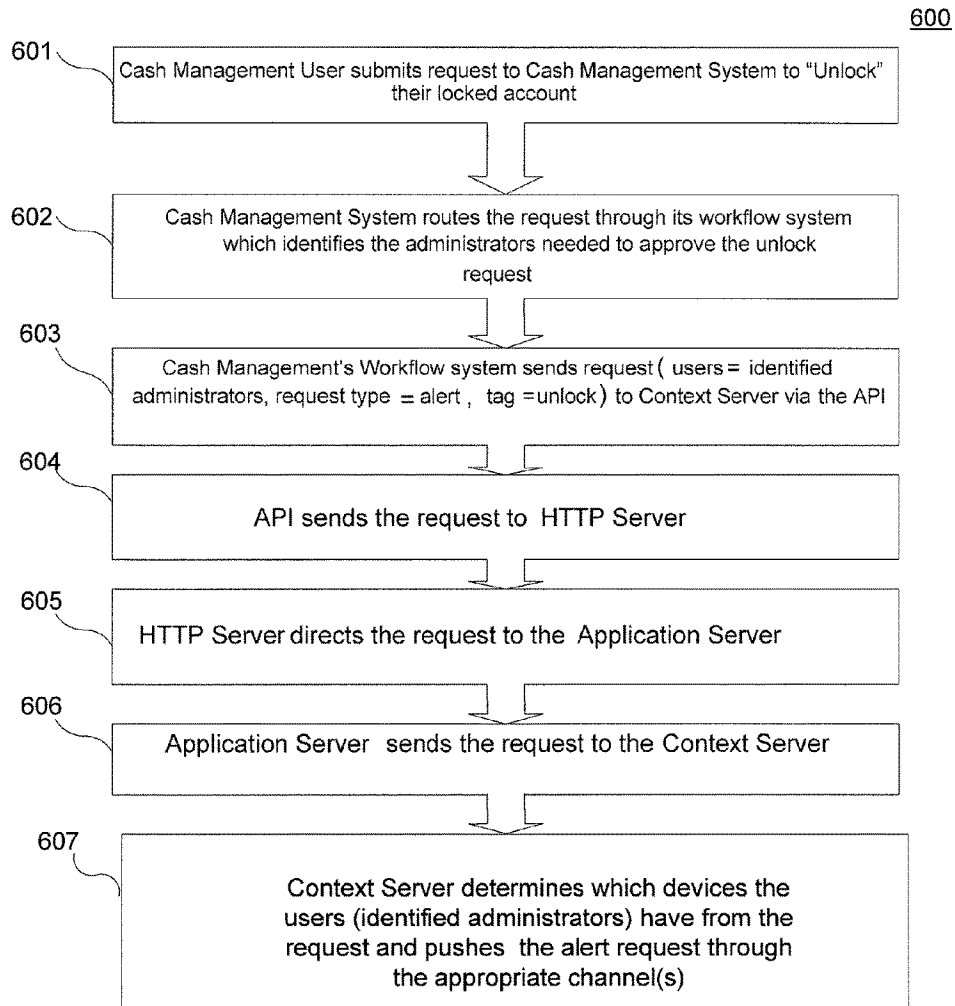 600
601
Cash Management User submits request to Cash Management System to "Unlock"
their locked account
602
Cash Management System routes the request through its workflow system
which identifies the administrators needed to approve the unlock
request
603
Cash Management's Workflow system sends request ( users = identified
administrators, request type = alert , tag =unlock) to Context Server via the API
604
API sends the request to HTTP Server
605
HTTP Server directs the request to the Application Server
606
Application Server sends the request to the Context Server
607
Context Server determines which devices the
users (identified administrators) have from the
request and pushes the alert request through
the appropriate channel(s)